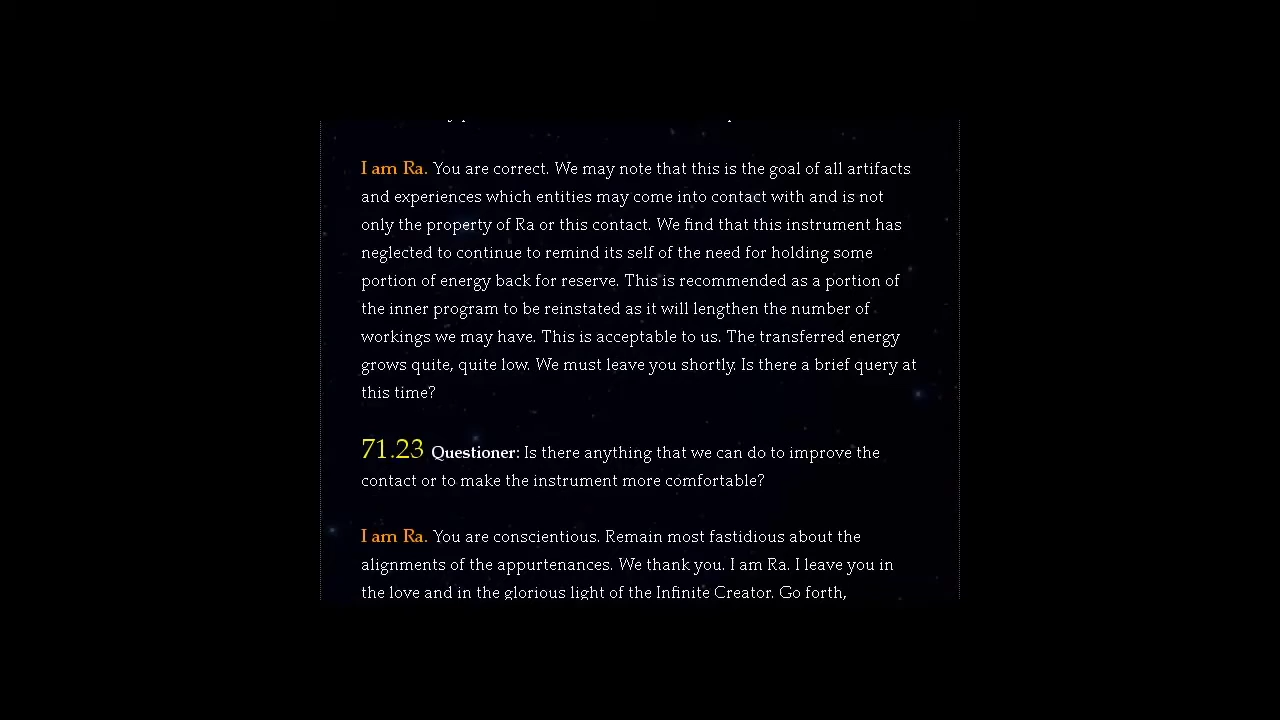 I am Ra. You are correct. We may note that this is the goal of all artifacts
and experiences which entities may come into contact with and is not
only the property of Ra or this contact. We find that this instrument has
neglected to continue to remind its self of the need for holding some
portion of energy back for reserve. This is recommended as a portion of
the inner program to be reinstated as it will lengthen the number of
workings we may have. This is acceptable to us. The transferred energy
grows quite, quite low. We must leave you shortly. Is there a brief query at
this time?
71.23 Questioner: Is there anything that we can do to improve the
contact or to make the instrument more comfortable?
I am Ra. You are conscientious. Remain most fastidious about the
alignments of the appurtenances. We thank you. I am Ra. I leave you in
the love and in the glorious light of the Infinite Creator. Go forth,